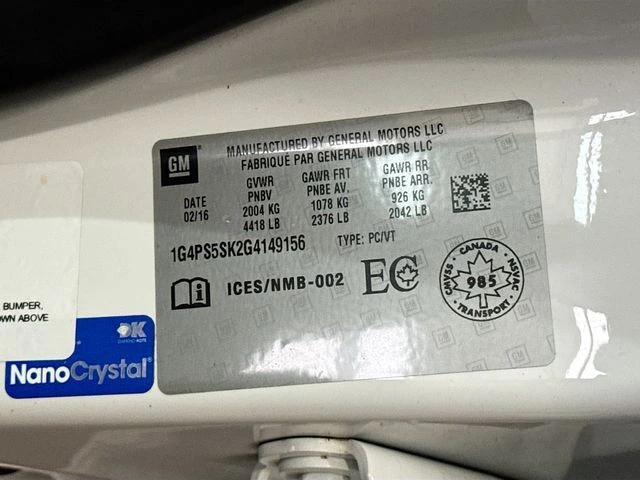 GM
MANUFACTURED BY GENERAL MOTORS LLC
FABRIQUÉ PAR GENERAL MOTORS LLC
DATE GVWR GAWR FRT GAWR RR
PNBV PNBE AV. PNBE ARR.
02/16 2004 KG 1078 KG 926 KG
4418 LB 2376 LB 2042 LB
1G4PS5SK2G4149156 TYPE: PC/VT
ICES/NMB-002 EC
CANADA
CMVSS 985 NSVAC
TRANSPORT
BUMPER,
OWN ABOVE
DK
NanoCrystal®